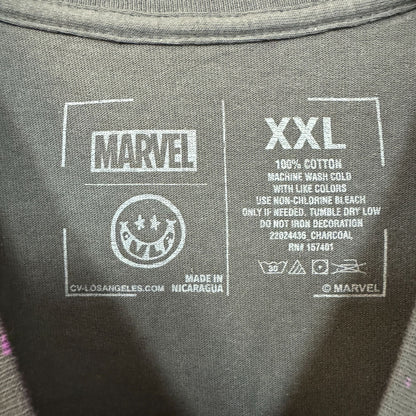 MARVEL
CV-LOSANGELES.COM
MADE IN
NICARAGUA
XXL
100% COTTON
MACHINE WASH COLD
WITH LIKE COLORS
USE NON-CHLORINE BLEACH
ONLY IF NEEDED. TUMBLE DRY LOW
DO NOT IRON DECORATION
22024436_CHARCOAL
RN# 157401
30
© MARVEL